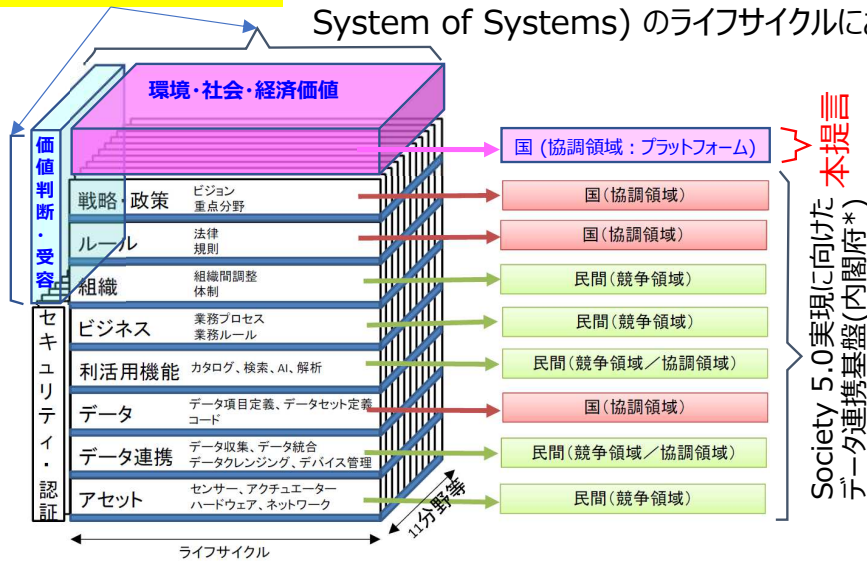 System of Systems) のライフサイクルにお
環境・社会・経済価値
価値判断・受容
国 (協調領域：プラットフォーム)
本提言
戦略・政策
ビジョン
重点分野
国(協調領域)
ルール
法律
規則
国(協調領域)
組織
組織間調整
体制
民間(競争領域)
ビジネス
業務プロセス
業務ルール
民間(競争領域)
利活用機能
カタログ、検索、AI、解析
民間(競争領域／協調領域)
データ
データ項目定義、データセット定義
コード
国(協調領域)
データ連携
データ収集、データ統合
データクレンジング、デバイス管理
民間(競争領域／協調領域)
アセット
センサー、アクチュエーター
ハードウェア、ネットワーク
民間(競争領域)
セキュリティ・認証
11分野等
ライフサイクル
Society 5.0実現に向けた
データ連携基盤(内閣府*)